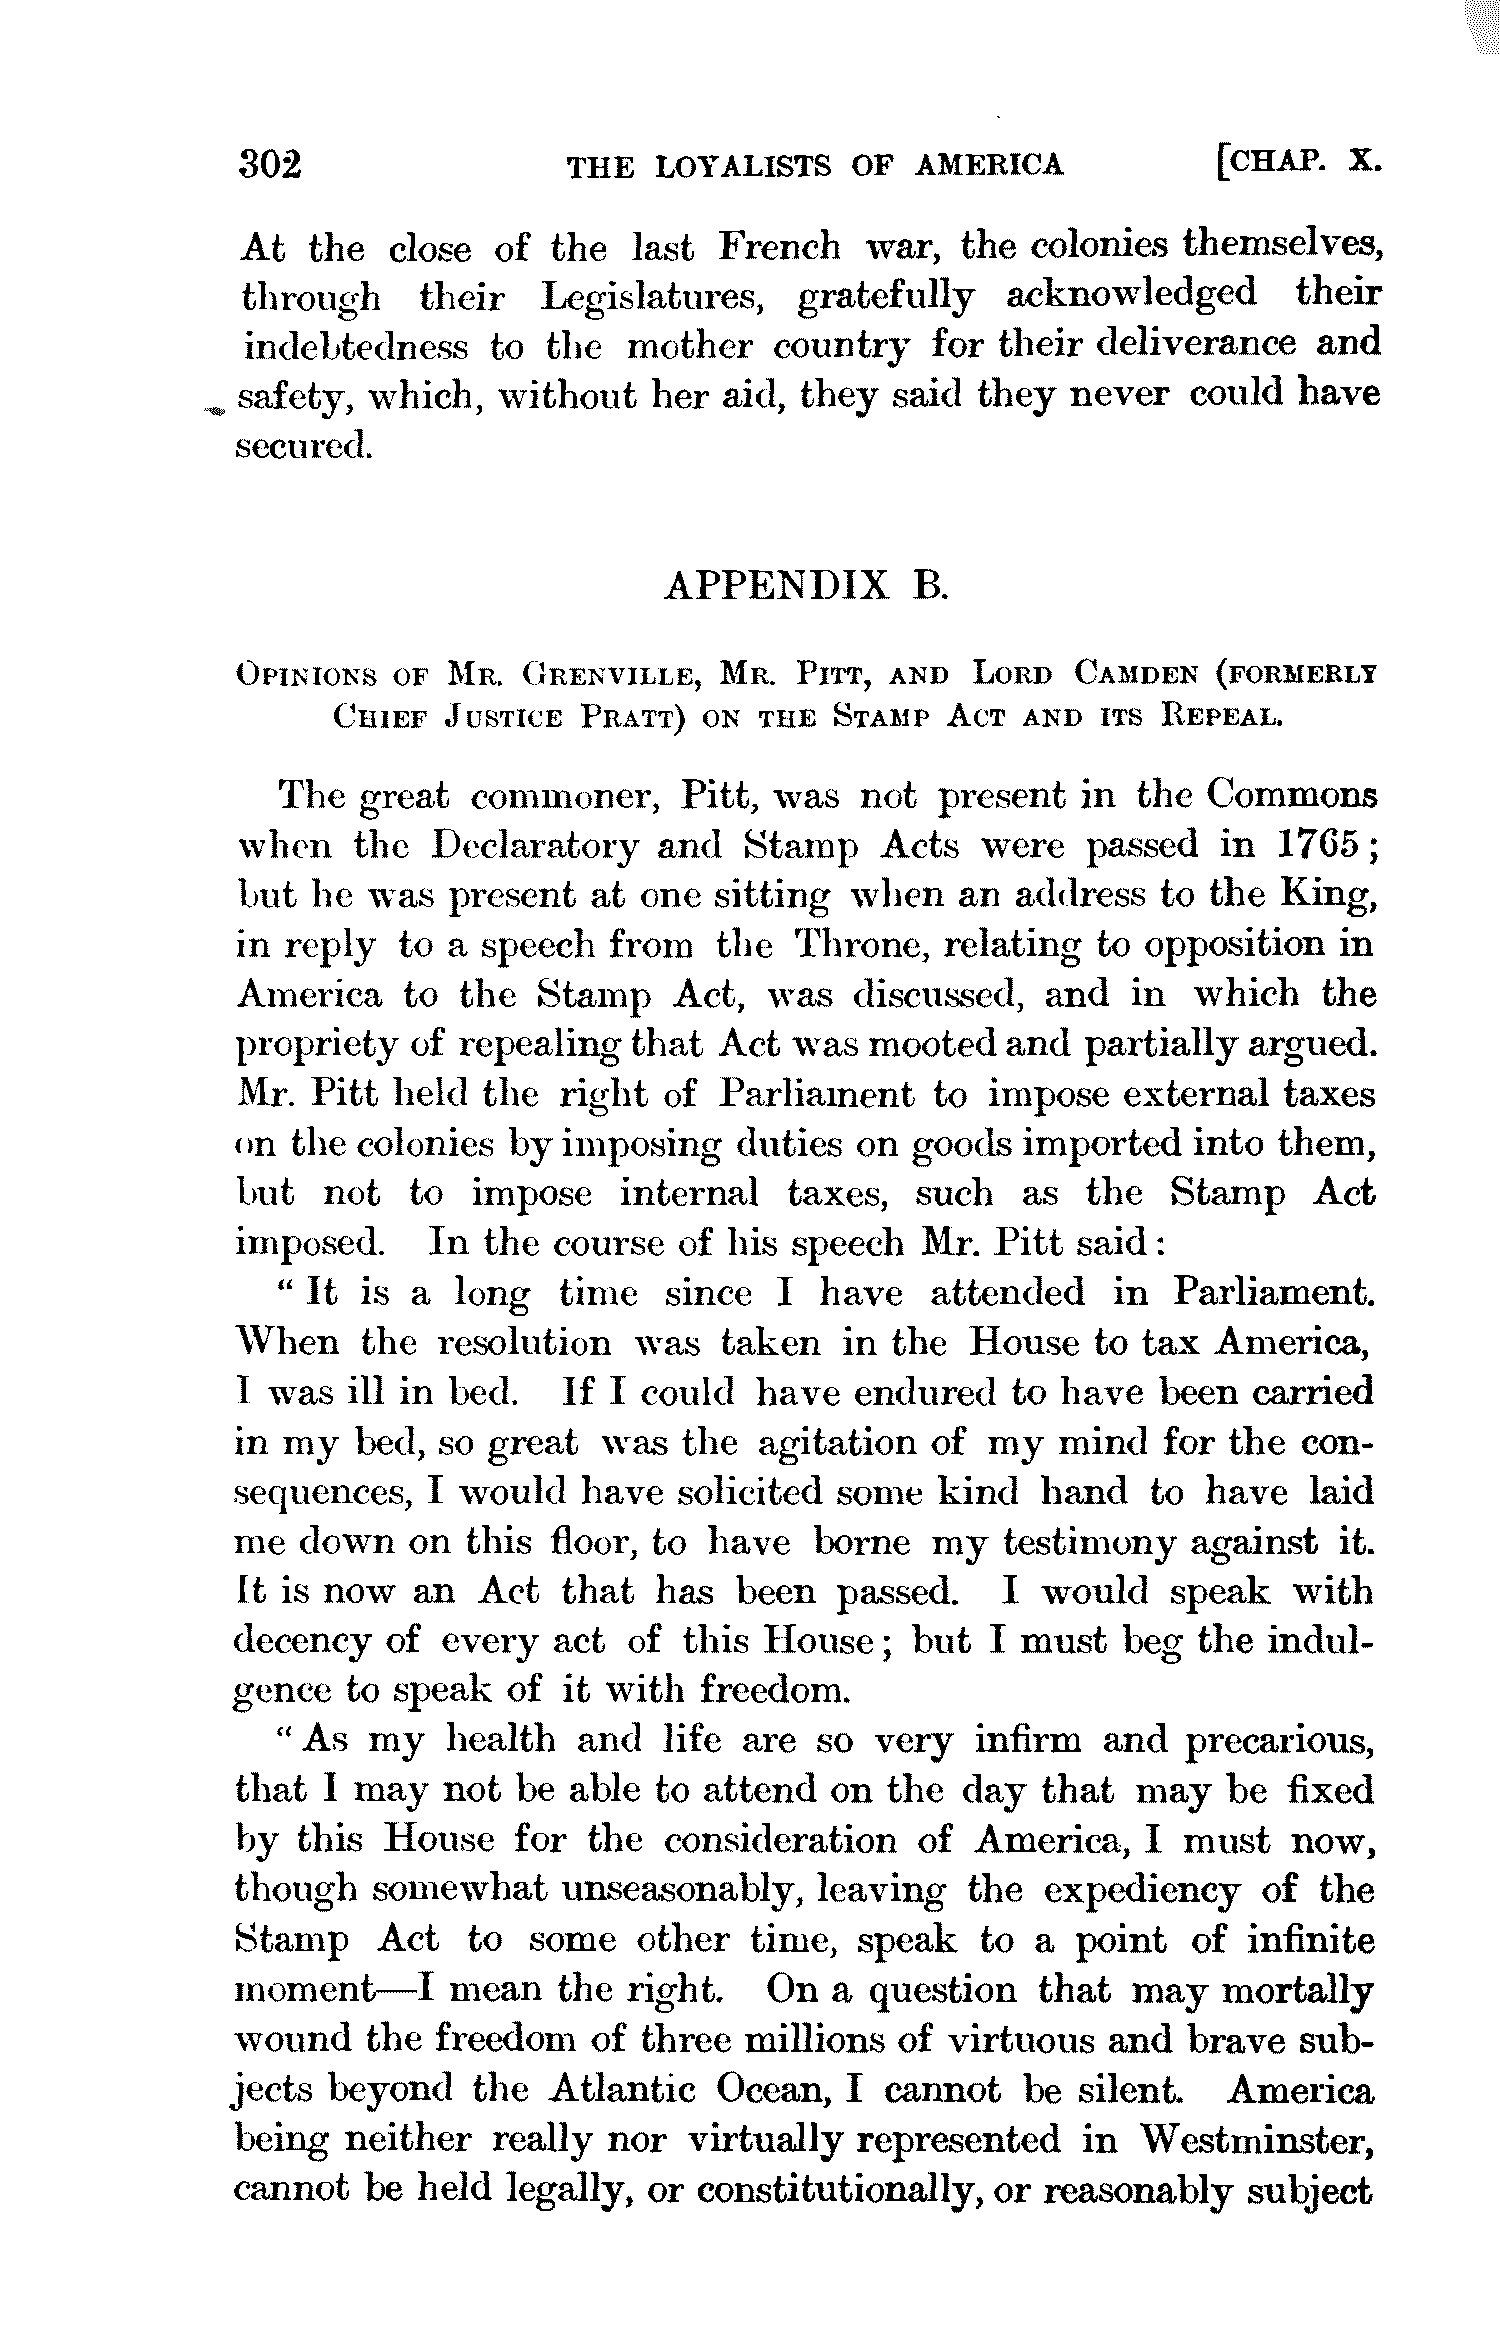 302 THE LOYALISTS OF AMERICA [CHAP. X.
At the close of the last French war, the colonies themselves,
through their Legislatures, gratefully acknowledged their
indebtedness to the mother country for their deliverance and
safety, which, without her aid, they said they never could have
secured.
APPENDIX B.
OPINIONS OF MR. GRENVILLE, MR. PITT, AND LORD CAMDEN (FORMERLY
CHIEF JUSTICE PRATT) ON THE STAMP ACT AND ITS REPEAL.
The great commoner, Pitt, was not present in the Commons
when the Declaratory and Stamp Acts were passed in 1765;
but he was present at one sitting when an address to the King,
in reply to a speech from the Throne, relating to opposition in
America to the Stamp Act, was discussed, and in which the
propriety of repealing that Act was mooted and partially argued.
Mr. Pitt held the right of Parliament to impose external taxes
on the colonies by imposing duties on goods imported into them,
but not to impose internal taxes, such as the Stamp Act
imposed. In the course of his speech Mr. Pitt said:
"It is a long time since I have attended in Parliament.
When the resolution was taken in the House to tax America,
I was ill in bed. If I could have endured to have been carried
in my bed, so great was the agitation of my mind for the con-
sequences, I would have solicited some kind hand to have laid
me down on this floor, to have borne my testimony against it.
It is now an Act that has been passed. I would speak with
decency of every act of this House; but I must beg the indul-
gence to speak of it with freedom.
"As my health and life are so very infirm and precarious,
that I may not be able to attend on the day that may be fixed
by this House for the consideration of America, I must now,
though somewhat unseasonably, leaving the expediency of the
Stamp Act to some other time, speak to a point of infinite
moment—I mean the right. On a question that may mortally
wound the freedom of three millions of virtuous and brave sub-
jects beyond the Atlantic Ocean, I cannot be silent. America
being neither really nor virtually represented in Westminster,
cannot be held legally, or constitutionally, or reasonably subject